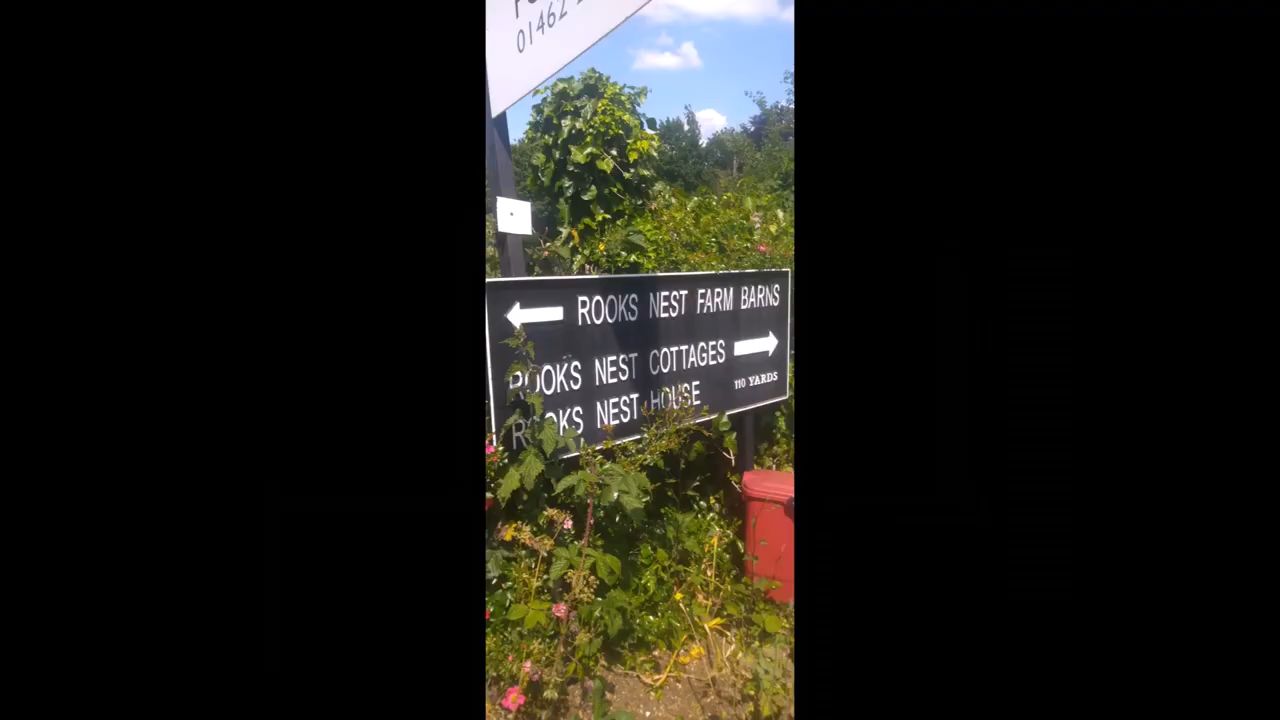 01462
ROOKS NEST FARM BARNS
ROOKS NEST COTTAGES
110 YARDS
ROOKS NEST HOUSE